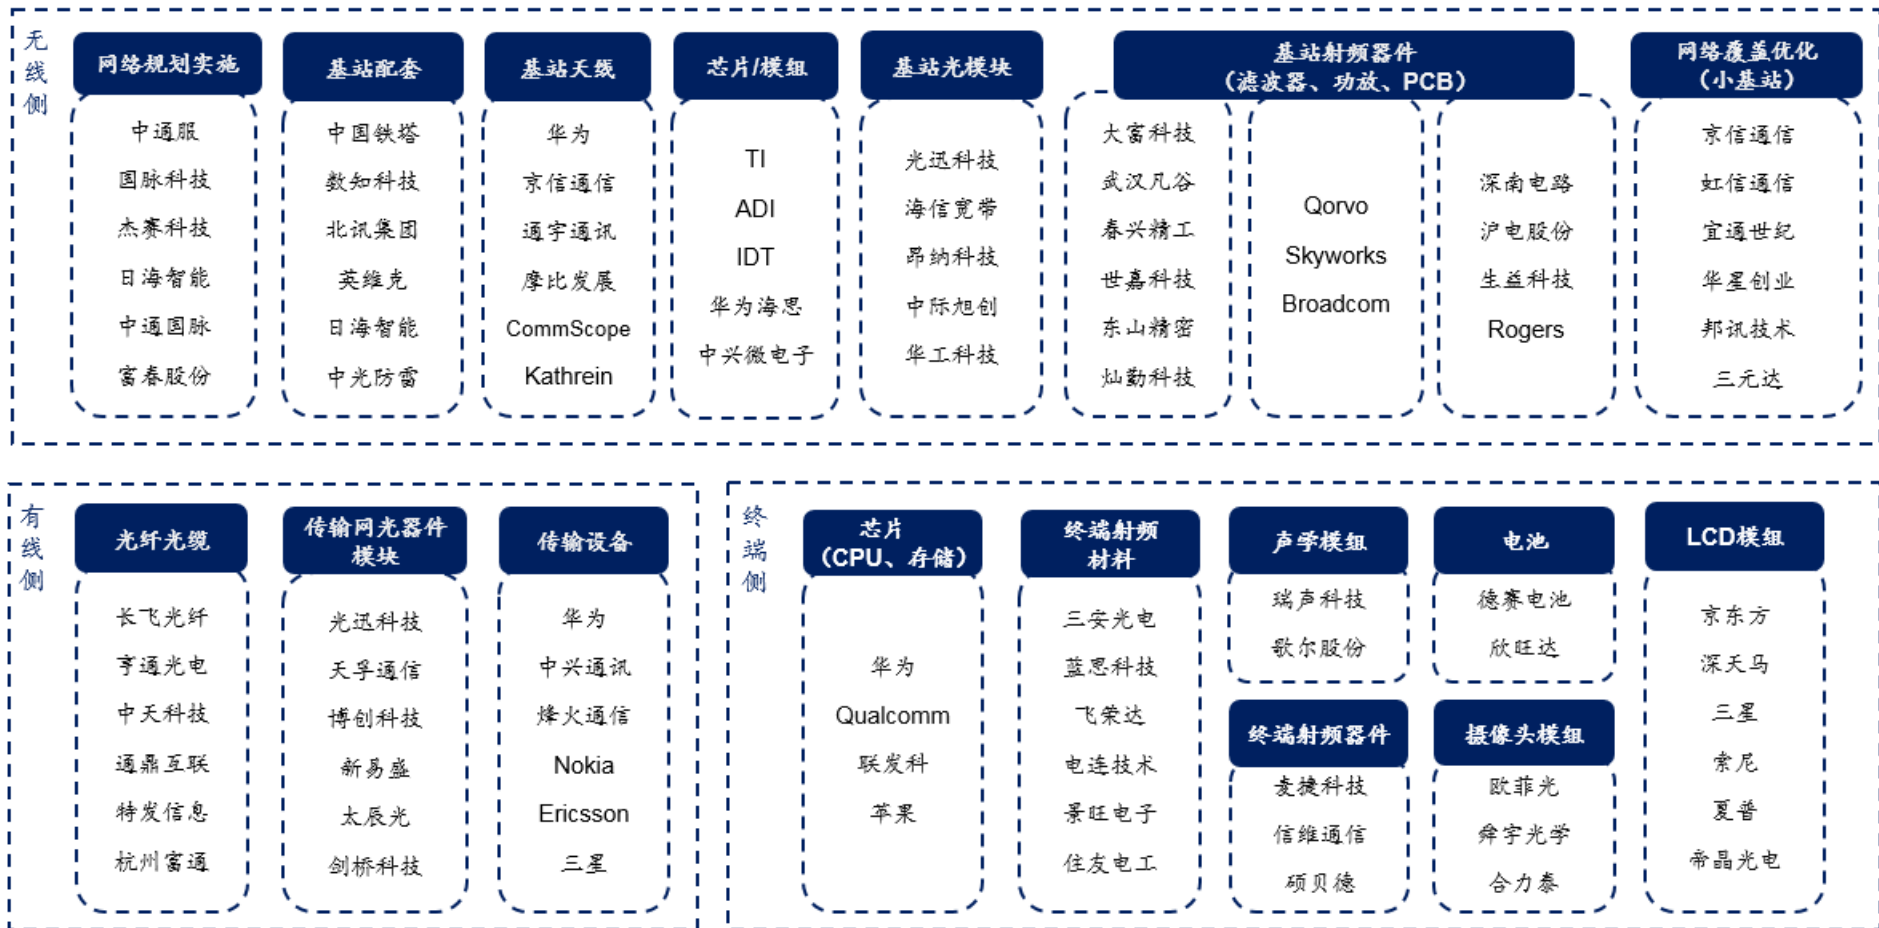 无线侧
网络规划实施
中通服
国脉科技
杰赛科技
日海智能
中通国脉
富春股份
基站配套
中国铁塔
数知科技
北讯集团
英维克
日海智能
中光防雷
基站天线
华为
京信通信
通宇通讯
摩比发展
CommScope
Kathrein
芯片/模组
TI
ADI
IDT
华为海思
中兴微电子
基站光模块
光迅科技
海信宽带
昂纳科技
中际旭创
华工科技
基站射频器件
（滤波器、功放、PCB）
大富科技
武汉凡谷
春兴精工
世嘉科技
东山精密
灿勤科技
Qorvo
Skyworks
Broadcom
深南电路
沪电股份
生益科技
Rogers
网络覆盖优化
（小基站）
京信通信
虹信通信
宜通世纪
华星创业
邦讯技术
三元达
有线侧
光纤光缆
长飞光纤
亨通光电
中天科技
通鼎互联
特发信息
杭州富通
传输网光器件
模块
光迅科技
天孚通信
博创科技
新易盛
太辰光
剑桥科技
传输设备
华为
中兴通讯
烽火通信
Nokia
Ericsson
三星
终端侧
芯片
（CPU、存储）
华为
Qualcomm
联发科
苹果
终端射频
材料
三安光电
蓝思科技
飞荣达
电连技术
景旺电子
住友电工
声学模组
瑞声科技
歌尔股份
终端射频器件
麦捷科技
信维通信
硕贝德
电池
德赛电池
欣旺达
摄像头模组
欧菲光
舜宇光学
合力泰
LCD模组
京东方
深天马
三星
索尼
夏普
帝晶光电